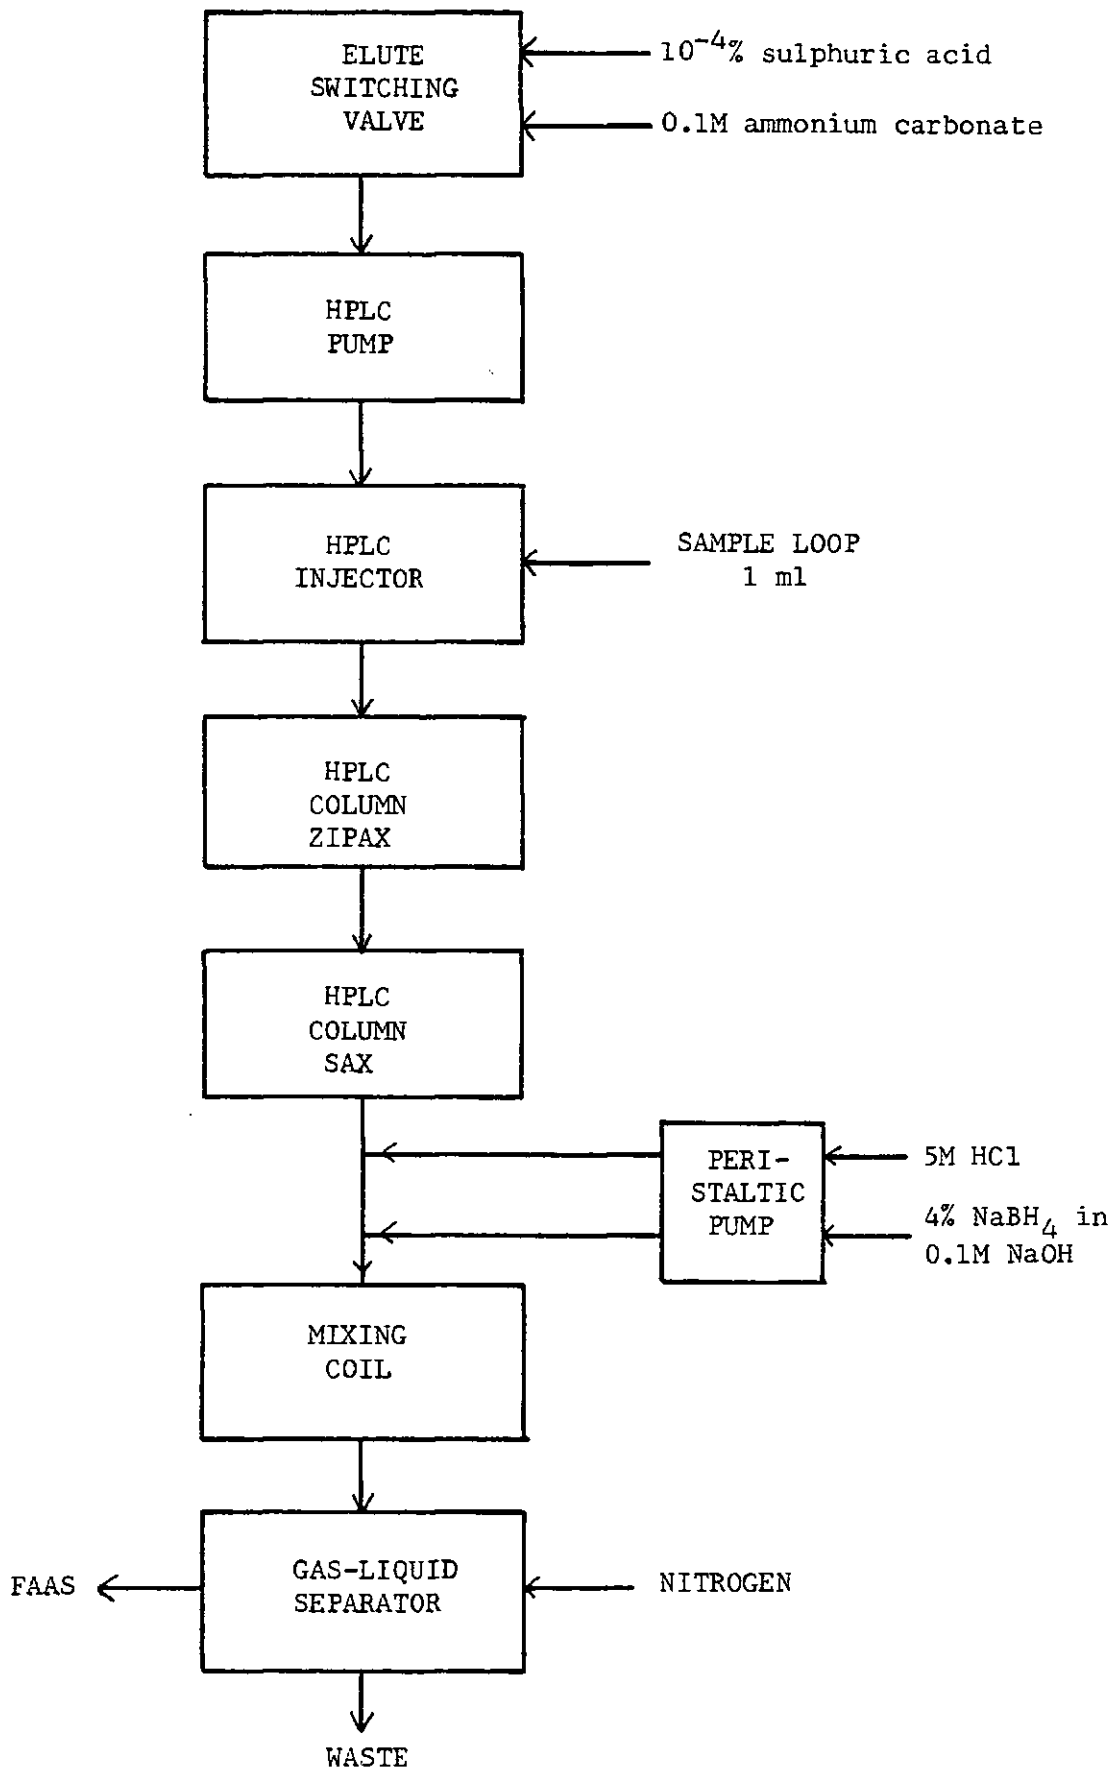 ELUTE
SWITCHING
VALVE
10⁻⁴% sulphuric acid
0.1M ammonium carbonate
HPLC
PUMP
HPLC
INJECTOR
SAMPLE LOOP
1 ml
HPLC
COLUMN
ZIPAX
HPLC
COLUMN
SAX
PERI-
STALTIC
PUMP
5M HCl
4% NaBH₄ in
0.1M NaOH
MIXING
COIL
GAS-LIQUID
SEPARATOR
FAAS
NITROGEN
WASTE